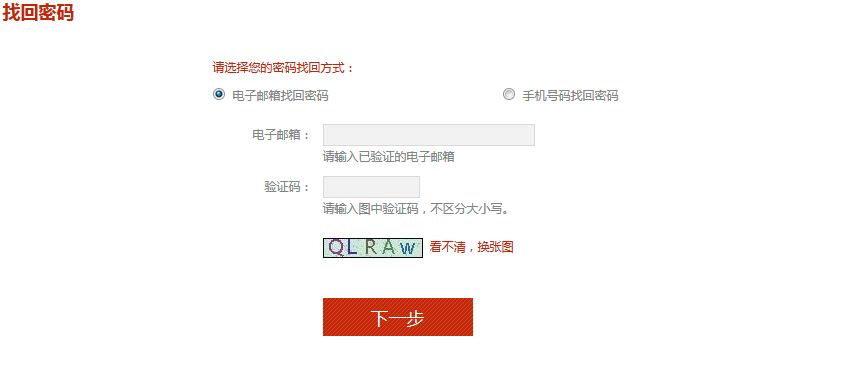 找回密码
请选择您的密码找回方式：
电子邮箱找回密码 手机号码找回密码
电子邮箱：
请输入已验证的电子邮箱
验证码：
请输入图中验证码，不区分大小写。
QLRAw 看不清，换张图
下一步